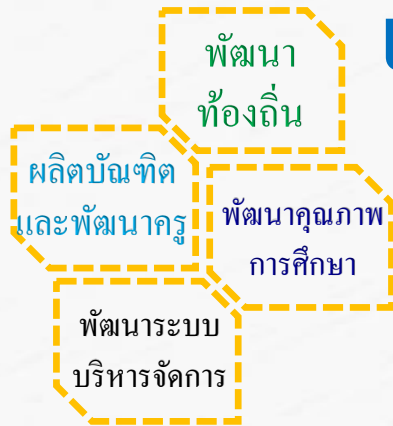 พัฒนา
ท้องถิ่น
ผลิตบัณฑิต
และพัฒนาครู
พัฒนาคุณภาพ
การศึกษา
พัฒนาระบบ
บริหารจัดการ